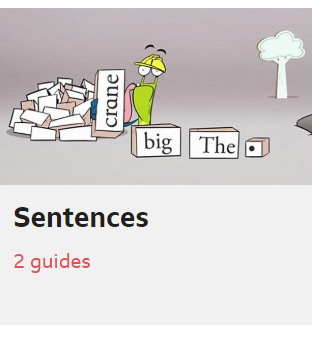 crane
big The .
Sentences
2 guides